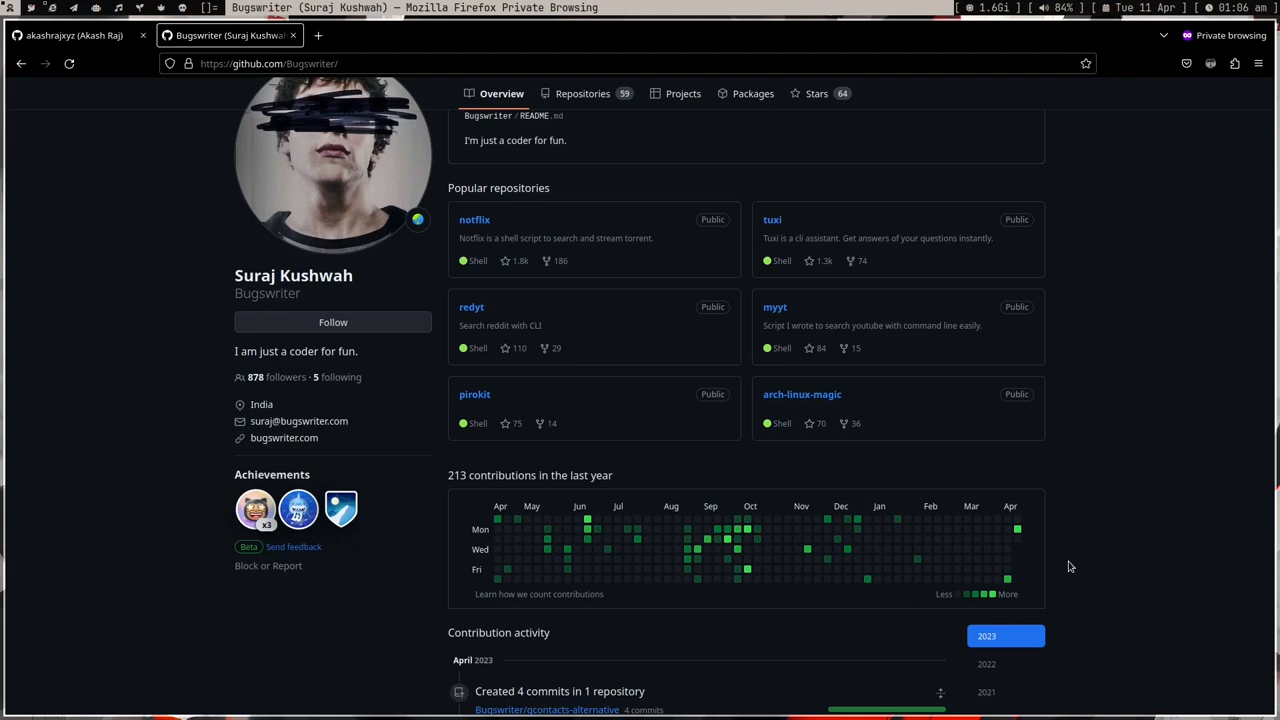 []= Bugswriter (Suraj Kushwah) — Mozilla Firefox Private Browsing 1.66i 84% Tue 11 Apr 01:06 am
akashrajxyz (Akash Raj) Bugswriter (Suraj Kushwah Private browsing
https://github.com/Bugswriter/
Overview Repositories 59 Projects Packages Stars 64
Bugswriter / README.md
I'm just a coder for fun.
Popular repositories
notflix Public
Notflix is a shell script to search and stream torrent.
Shell 1.8k 186
tuxi Public
Tuxi is a cli assistant. Get answers of your questions instantly.
Shell 1.3k 74
redyt Public
Search reddit with CLI
Shell 110 29
myyt Public
Script I wrote to search youtube with command line easily.
Shell 84 15
pirokit Public
Shell 75 14
arch-linux-magic Public
Shell 70 36
Suraj Kushwah
Bugswriter
Follow
I am just a coder for fun.
878 followers · 5 following
India
suraj@bugswriter.com
bugswriter.com
Achievements
x3
Beta Send feedback
Block or Report
213 contributions in the last year
Apr May Jun Jul Aug Sep Oct Nov Dec Jan Feb Mar Apr
Mon
Wed
Fri
Learn how we count contributions Less More
Contribution activity
2023
2022
2021
April 2023
Created 4 commits in 1 repository
Bugswriter/gcontacts-alternative 4 commits